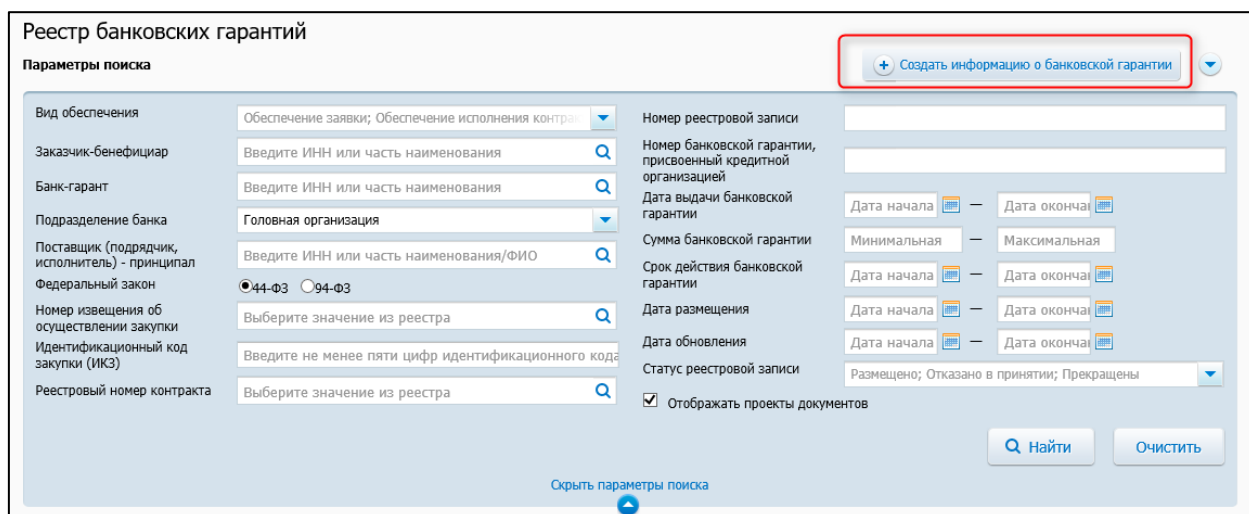 Реестр банковских гарантий
Параметры поиска
Создать информацию о банковской гарантии
Вид обеспечения
Обеспечение заявки; Обеспечение исполнения контрак
Заказчик-бенефициар
Введите ИНН или часть наименования
Банк-гарант
Введите ИНН или часть наименования
Подразделение банка
Головная организация
Поставщик (подрядчик,
исполнитель) - принципал
Введите ИНН или часть наименования/ФИО
Федеральный закон
44-ФЗ 94-ФЗ
Номер извещения об
осуществлении закупки
Выберите значение из реестра
Идентификационный код
закупки (ИКЗ)
Введите не менее пяти цифр идентификационного кода
Реестровый номер контракта
Выберите значение из реестра
Номер реестровой записи
Номер банковской гарантии,
присвоенный кредитной
организацией
Дата выдачи банковской
гарантии
Дата начала — Дата окончан
Сумма банковской гарантии
Минимальная — Максимальная
Срок действия банковской
гарантии
Дата начала — Дата окончан
Дата размещения
Дата начала — Дата окончан
Дата обновления
Дата начала — Дата окончан
Статус реестровой записи
Размещено; Отказано в принятии; Прекращены
Отображать проекты документов
Найти
Очистить
Скрыть параметры поиска